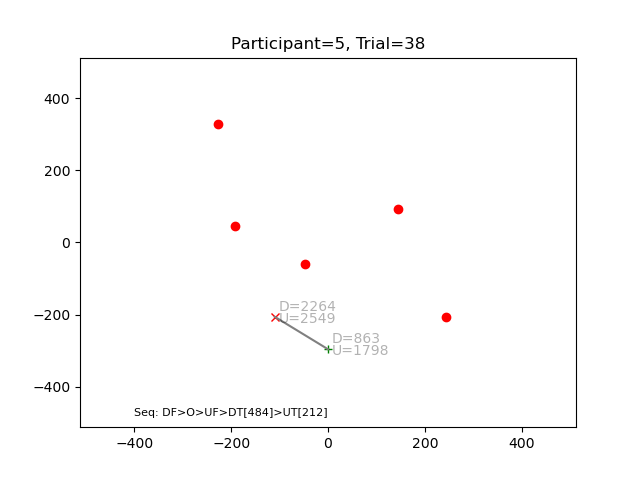 Participant=5, Trial=38
400
200
0
−200
−400
D=2264
U=2549
D=863
U=1798
Seq: DF>O>UF>DT[484]>UT[212]
−400
−200
0
200
400